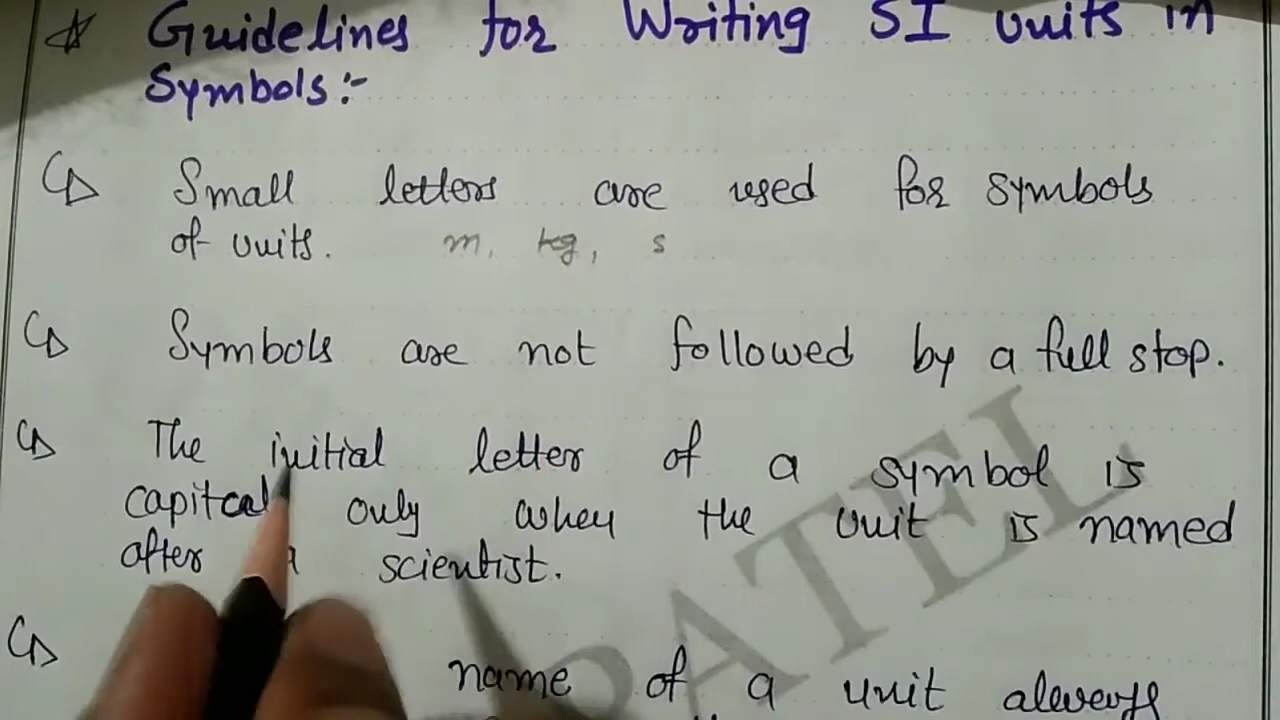 ☆ Guidelines for Writing SI units in
Symbols:-
Small letters are used for symbols
of units. m, kg, s
Symbols are not followed by a full stop.
The initial letter of a symbol is
capital only when the unit is named
after a scientist.
name of a unit always
PATEL